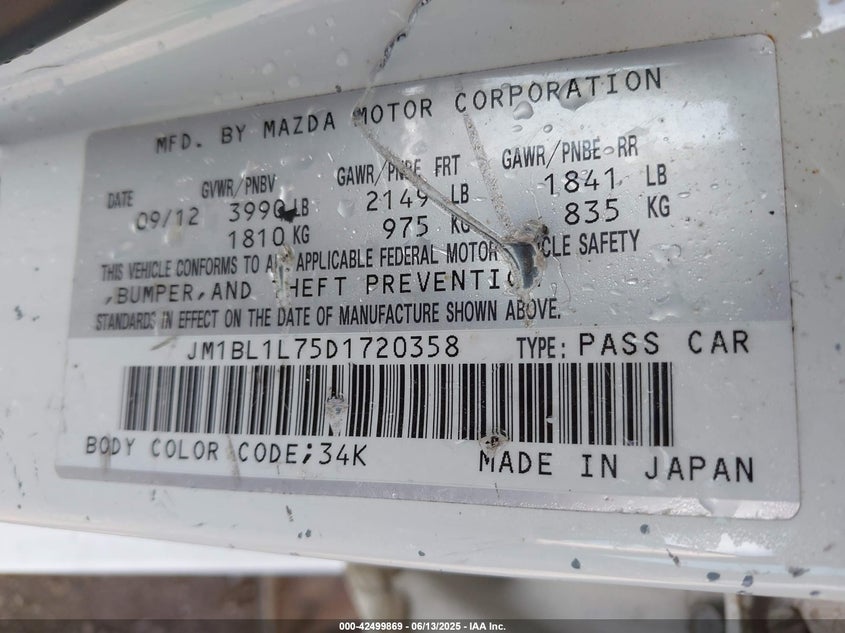 MFD. BY MAZDA MOTOR CORPORATION
DATE GVWR/PNBV GAWR/PNBE FRT GAWR/PNBE RR
09/12 3990 LB 2149 LB 1841 LB
1810 KG 975 KG 835 KG
THIS VEHICLE CONFORMS TO ALL APPLICABLE FEDERAL MOTOR SAFETY
,BUMPER,AND THEFT PREVENTIO
STANDARDS IN EFFECT ON THE DATE OF MANUFACTURE SHOWN ABOVE.
JM1BL1L75D1720358 TYPE: PASS CAR
BODY COLOR CODE;34K MADE IN JAPAN
000-42499869 - 06/13/2025 - IAA Inc.